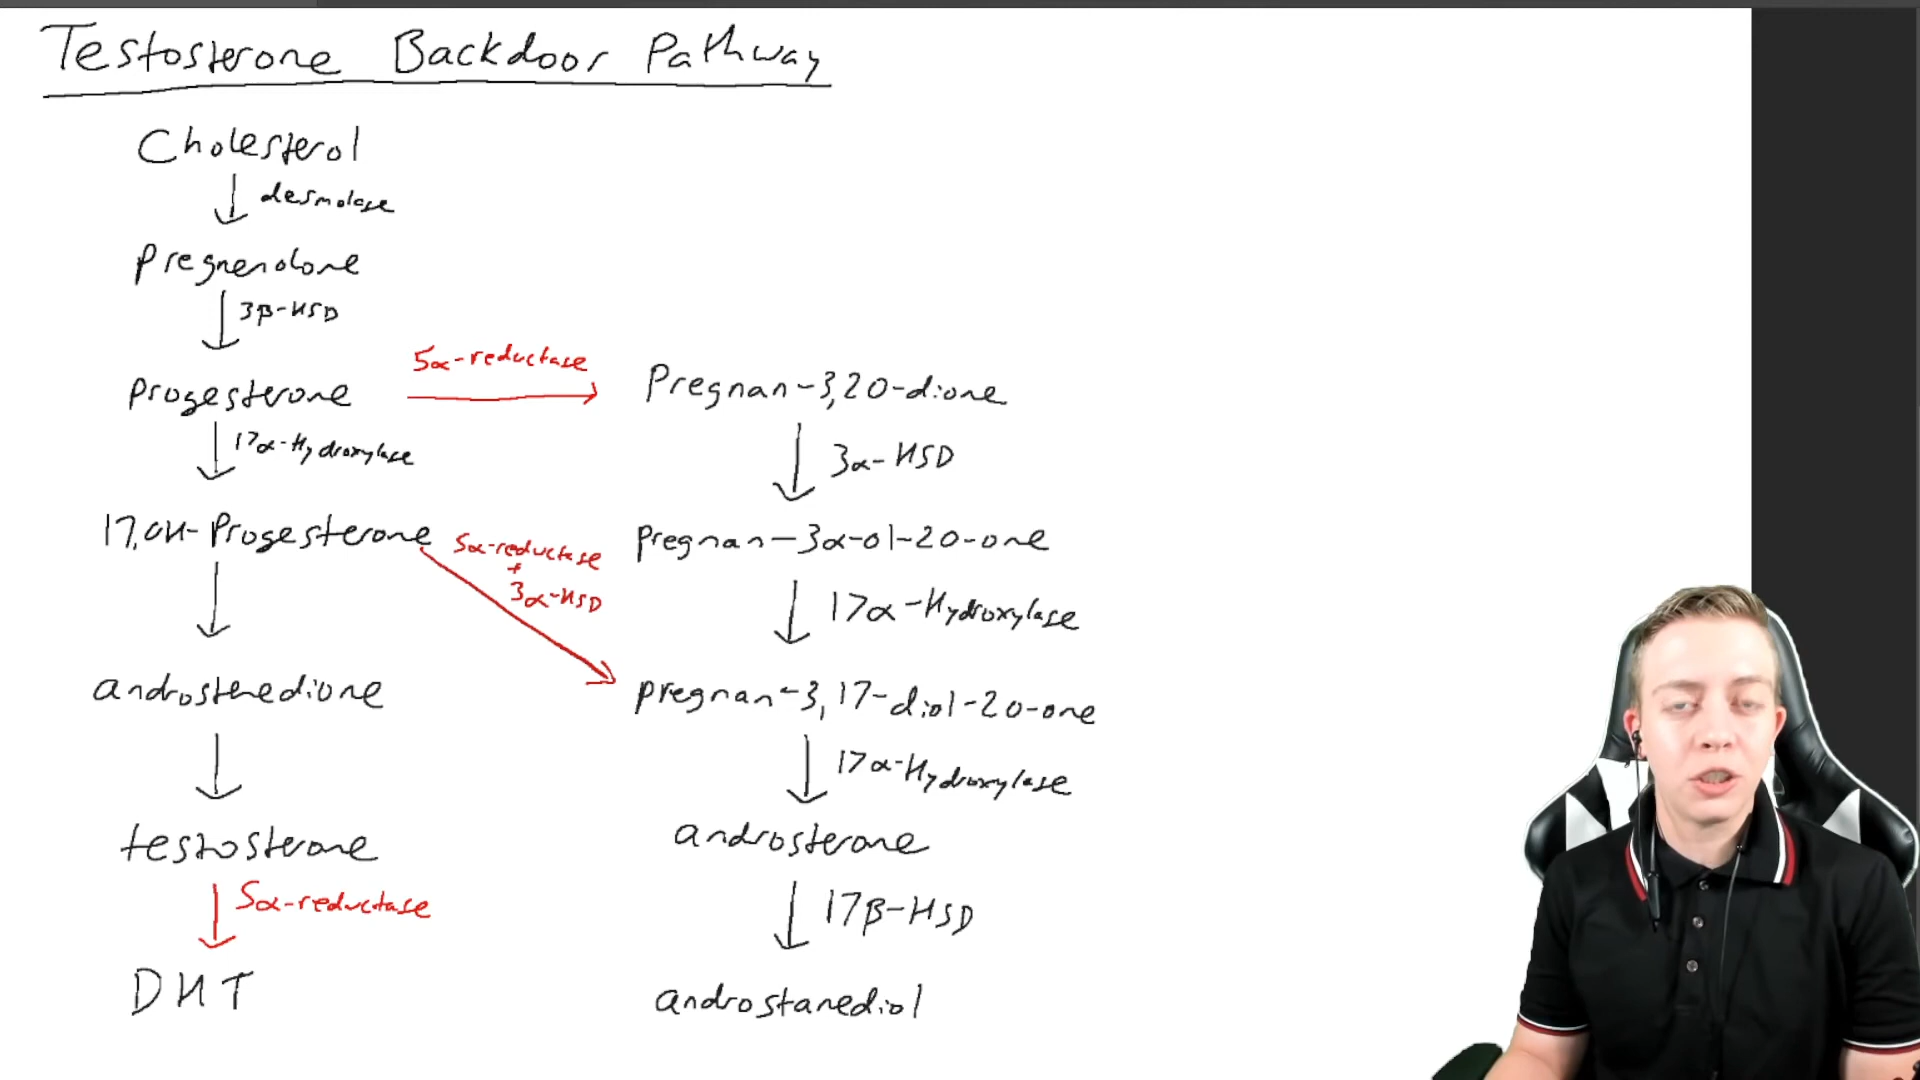 Testosterone Backdoor Pathway
Cholesterol
desmolase
Pregnenolone
3β-HSD
Progesterone
17α-Hydroxylase
17,OH-Progesterone
androstenedione
testosterone
5α-reductase
DHT
5α-reductase
5α-reductase
+
3α-HSD
Pregnan-3,20-dione
3α-HSD
Pregnan-3α-ol-20-one
17α-Hydroxylase
Pregnan-3,17-diol-20-one
17α-Hydroxylase
androsterone
17β-HSD
androstanediol